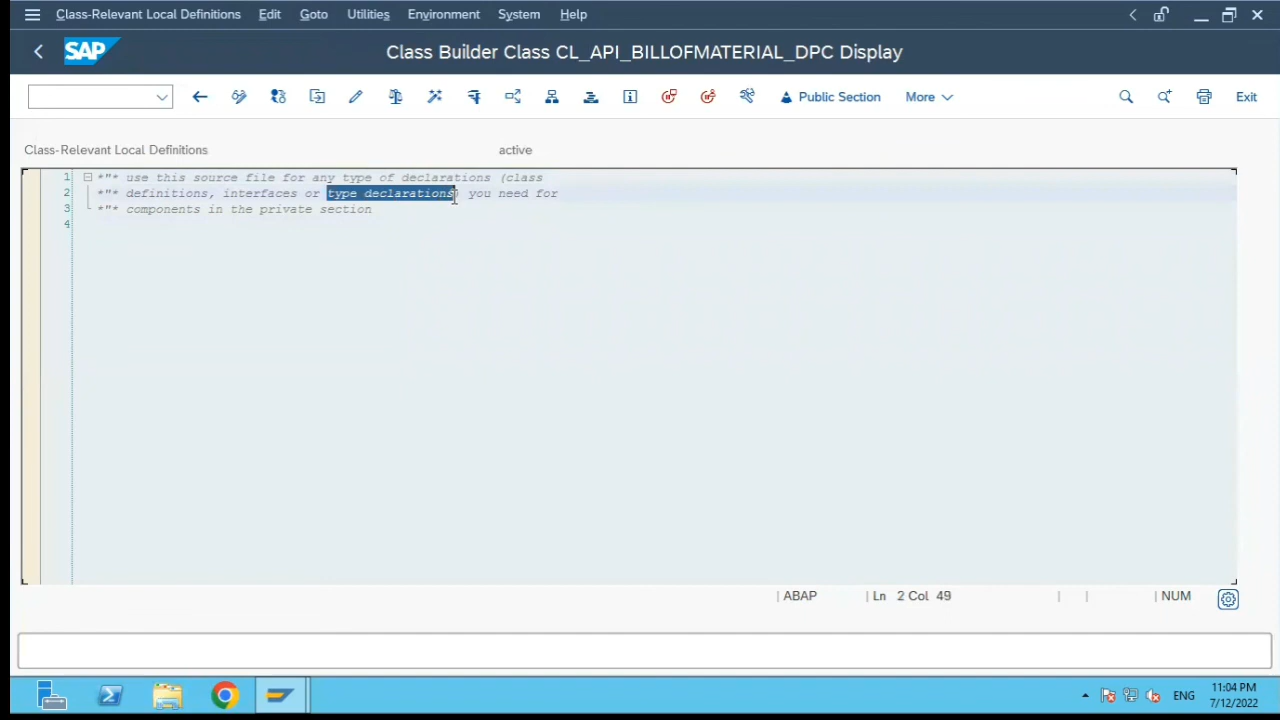 Class-Relevant Local Definitions Edit Goto Utilities Environment System Help
SAP Class Builder Class CL_API_BILLOFMATERIAL_DPC Display
Public Section More Exit
Class-Relevant Local Definitions active
1 *"* use this source file for any type of declarations (class
2 *"* definitions, interfaces or type declarations) you need for
3 *"* components in the private section
4
ABAP Ln 2 Col 49 NUM
ENG 11:04 PM
7/12/2022